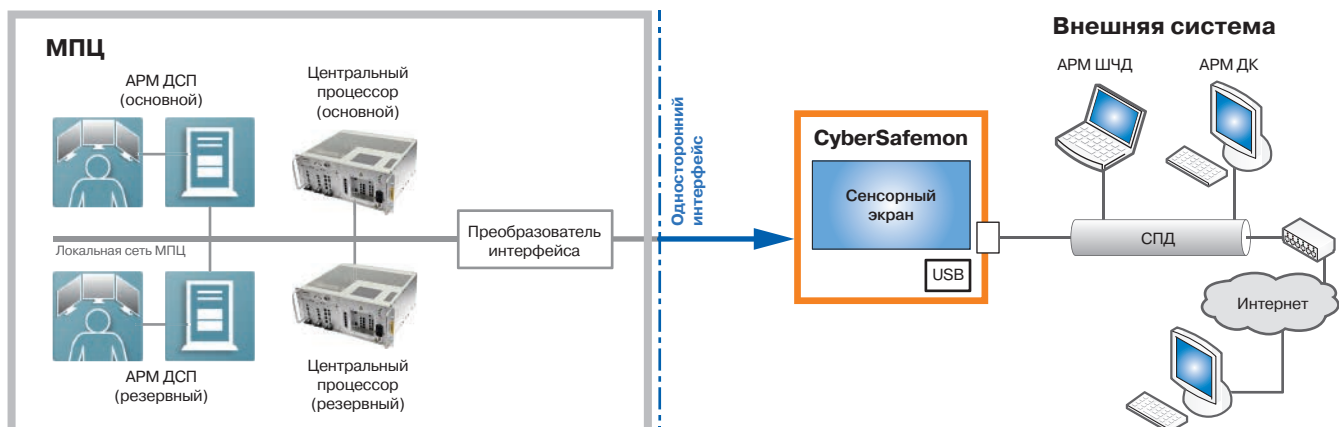 МПЦ
АРМ ДСП
(основной)
Центральный
процессор
(основной)
Локальная сеть МПЦ
АРМ ДСП
(резервный)
Центральный
процессор
(резервный)
Преобразователь
интерфейса
Односторонний
интерфейс
CyberSafemon
Сенсорный
экран
USB
Внешняя система
АРМ ШЧД
АРМ ДК
СПД
Интернет